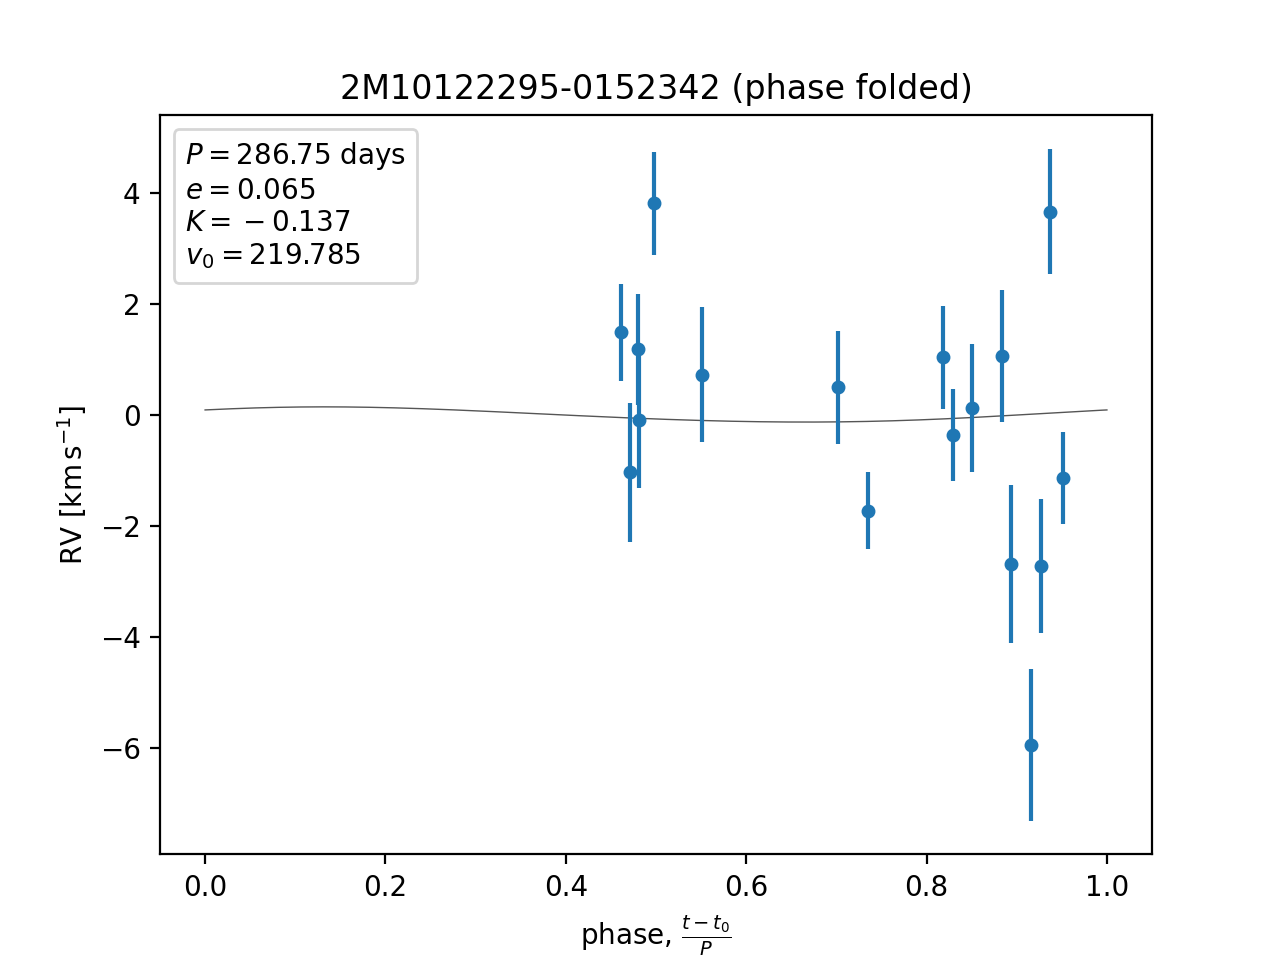 2M10122295-0152342 (phase folded)
P = 286.75 days
e = 0.065
K = −0.137
v₀ = 219.785
4
2
0
−2
−4
−6
RV [km s⁻¹]
0.0 0.2 0.4 0.6 0.8 1.0
phase, (t − t₀)/P